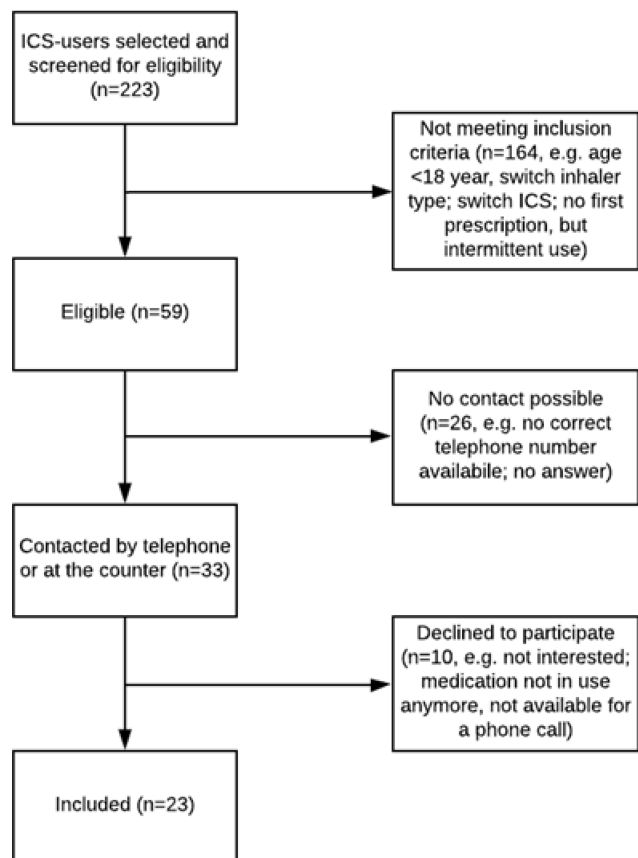 ICS-users selected and
screened for eligibility
(n=223)
Not meeting inclusion
criteria (n=164, e.g. age
<18 year, switch inhaler
type; switch ICS; no first
prescription, but
intermittent use)
Eligible (n=59)
No contact possible
(n=26, e.g. no correct
telephone number
availabile; no answer)
Contacted by telephone
or at the counter (n=33)
Declined to participate
(n=10, e.g. not interested;
medication not in use
anymore, not available for
a phone call)
Included (n=23)